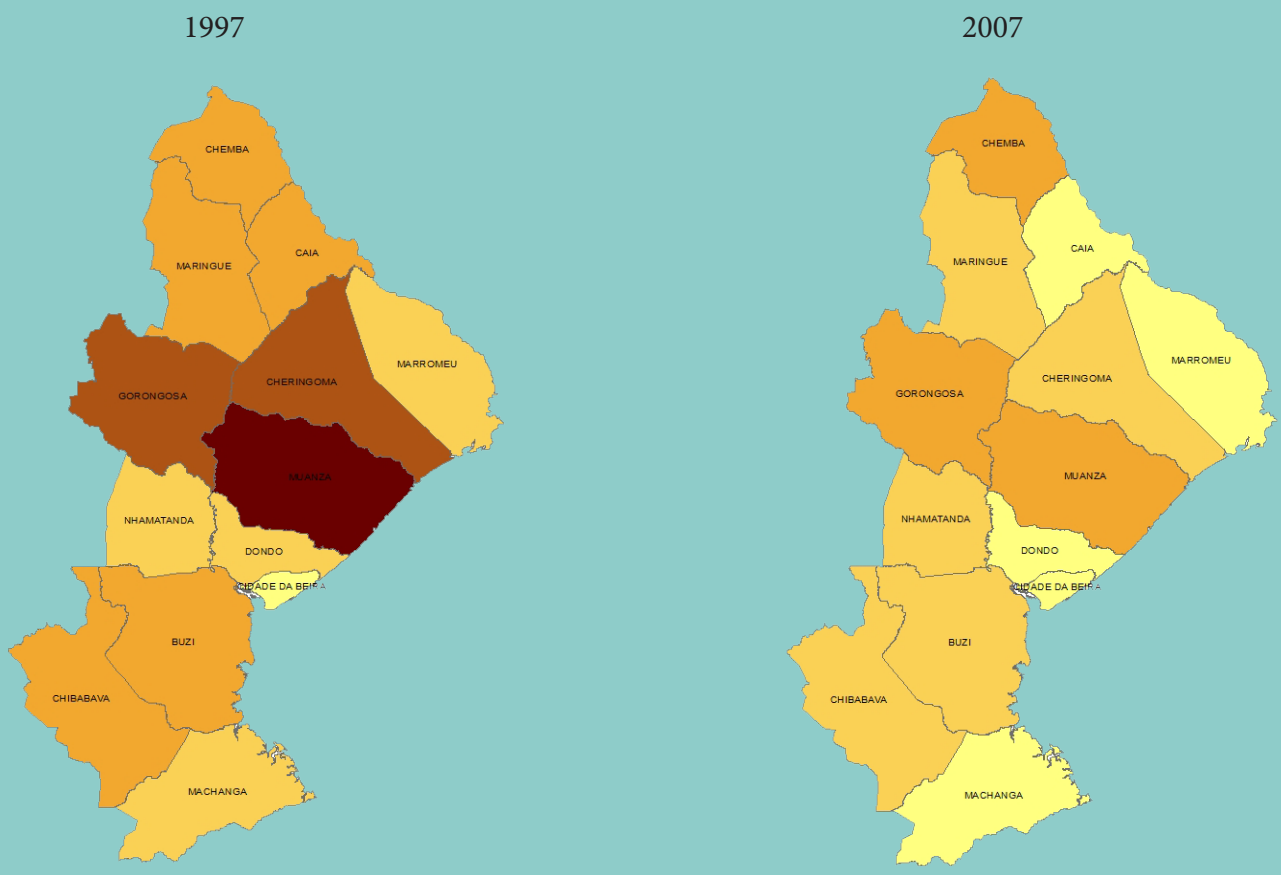 1997
CHEMBA
CAIA
MARINGUE
MARROMEU
CHERINGOMA
GORONGOSA
MUANZA
NHAMATANDA
DONDO
CIDADE DA BEIRA
BUZI
CHIBABAVA
MACHANGA
2007
CHEMBA
CAIA
MARINGUE
MARROMEU
CHERINGOMA
GORONGOSA
MUANZA
NHAMATANDA
DONDO
CIDADE DA BEIRA
BUZI
CHIBABAVA
MACHANGA